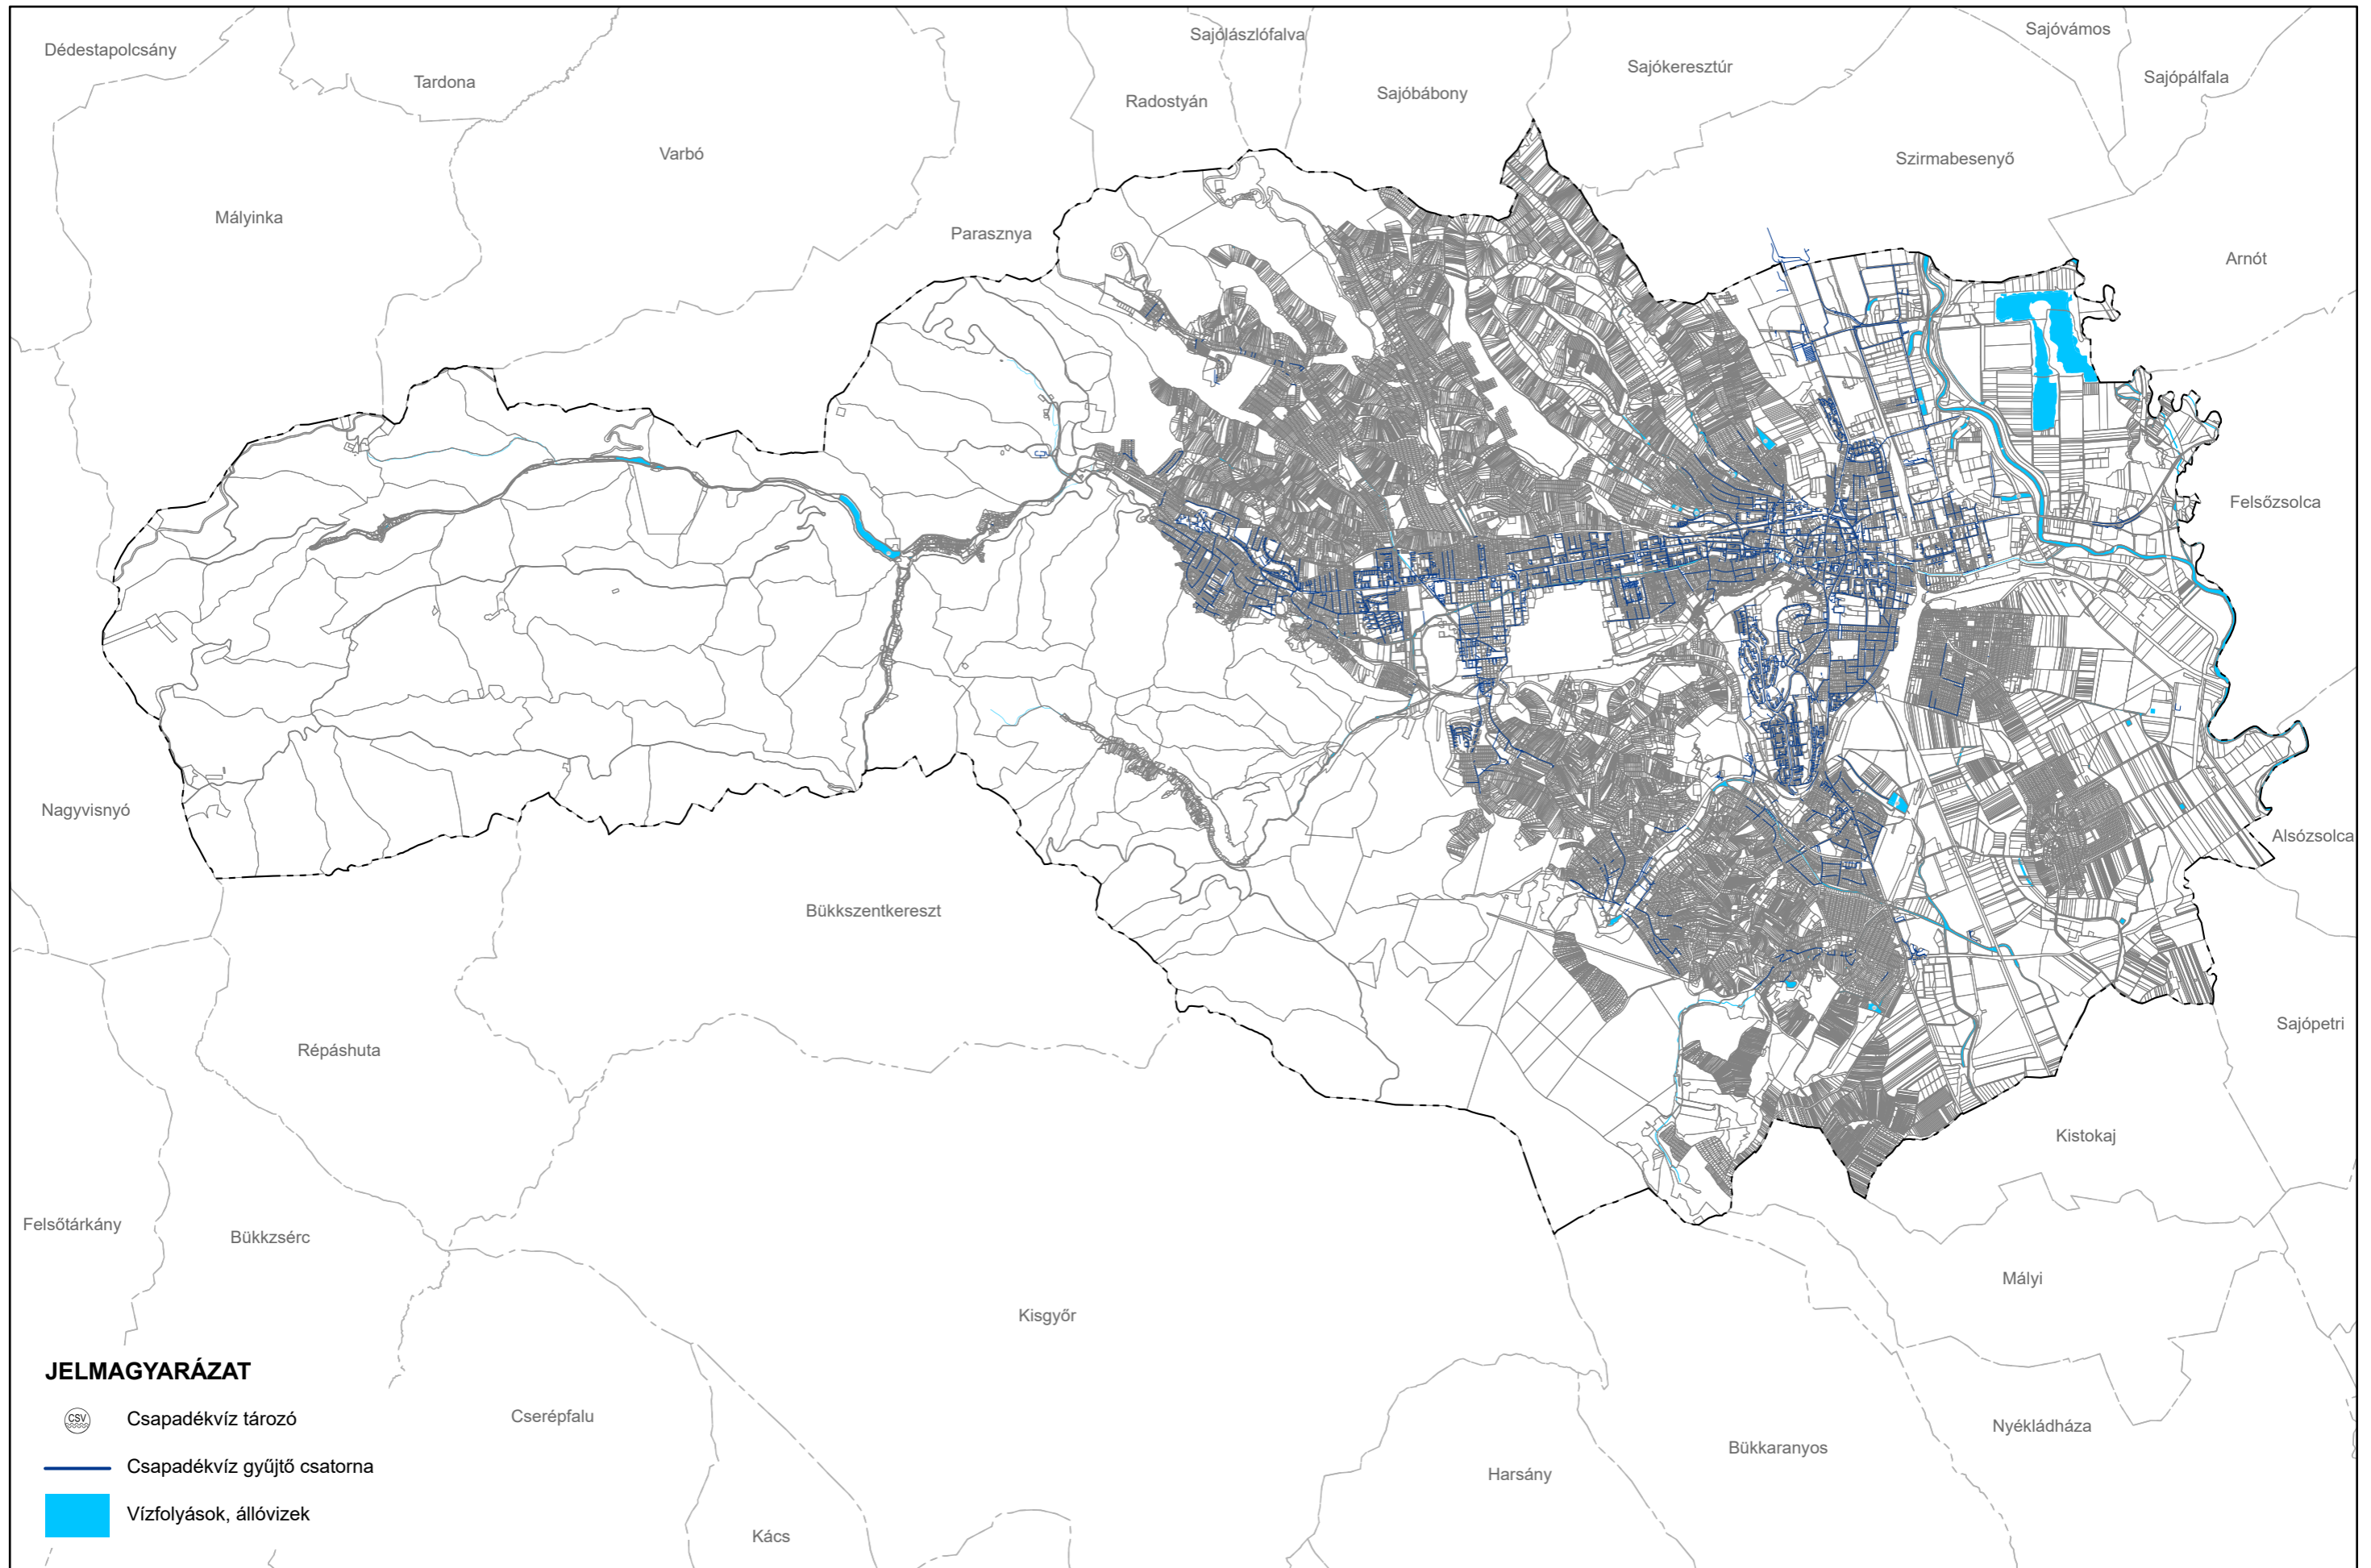 Dédestapolcsány
Tardona
Sajólászlófalva
Sajóvámos
Sajókeresztúr
Sajópálfala
Radostyán
Sajóbábony
Varbó
Szirmabesenyő
Mályinka
Parasznya
Arnót
Felsőzsolca
Nagyvisnyó
Alsózsolca
Bükkszentkereszt
Répáshuta
Sajópetri
Kistokaj
Felsőtárkány
Bükkzsérc
Mályi
Kisgyőr
Cserépfalu
Nyékládháza
Bükkaranyos
Harsány
Kács
JELMAGYARÁZAT
CSV Csapadékvíz tározó
Csapadékvíz gyűjtő csatorna
Vízfolyások, állóvizek